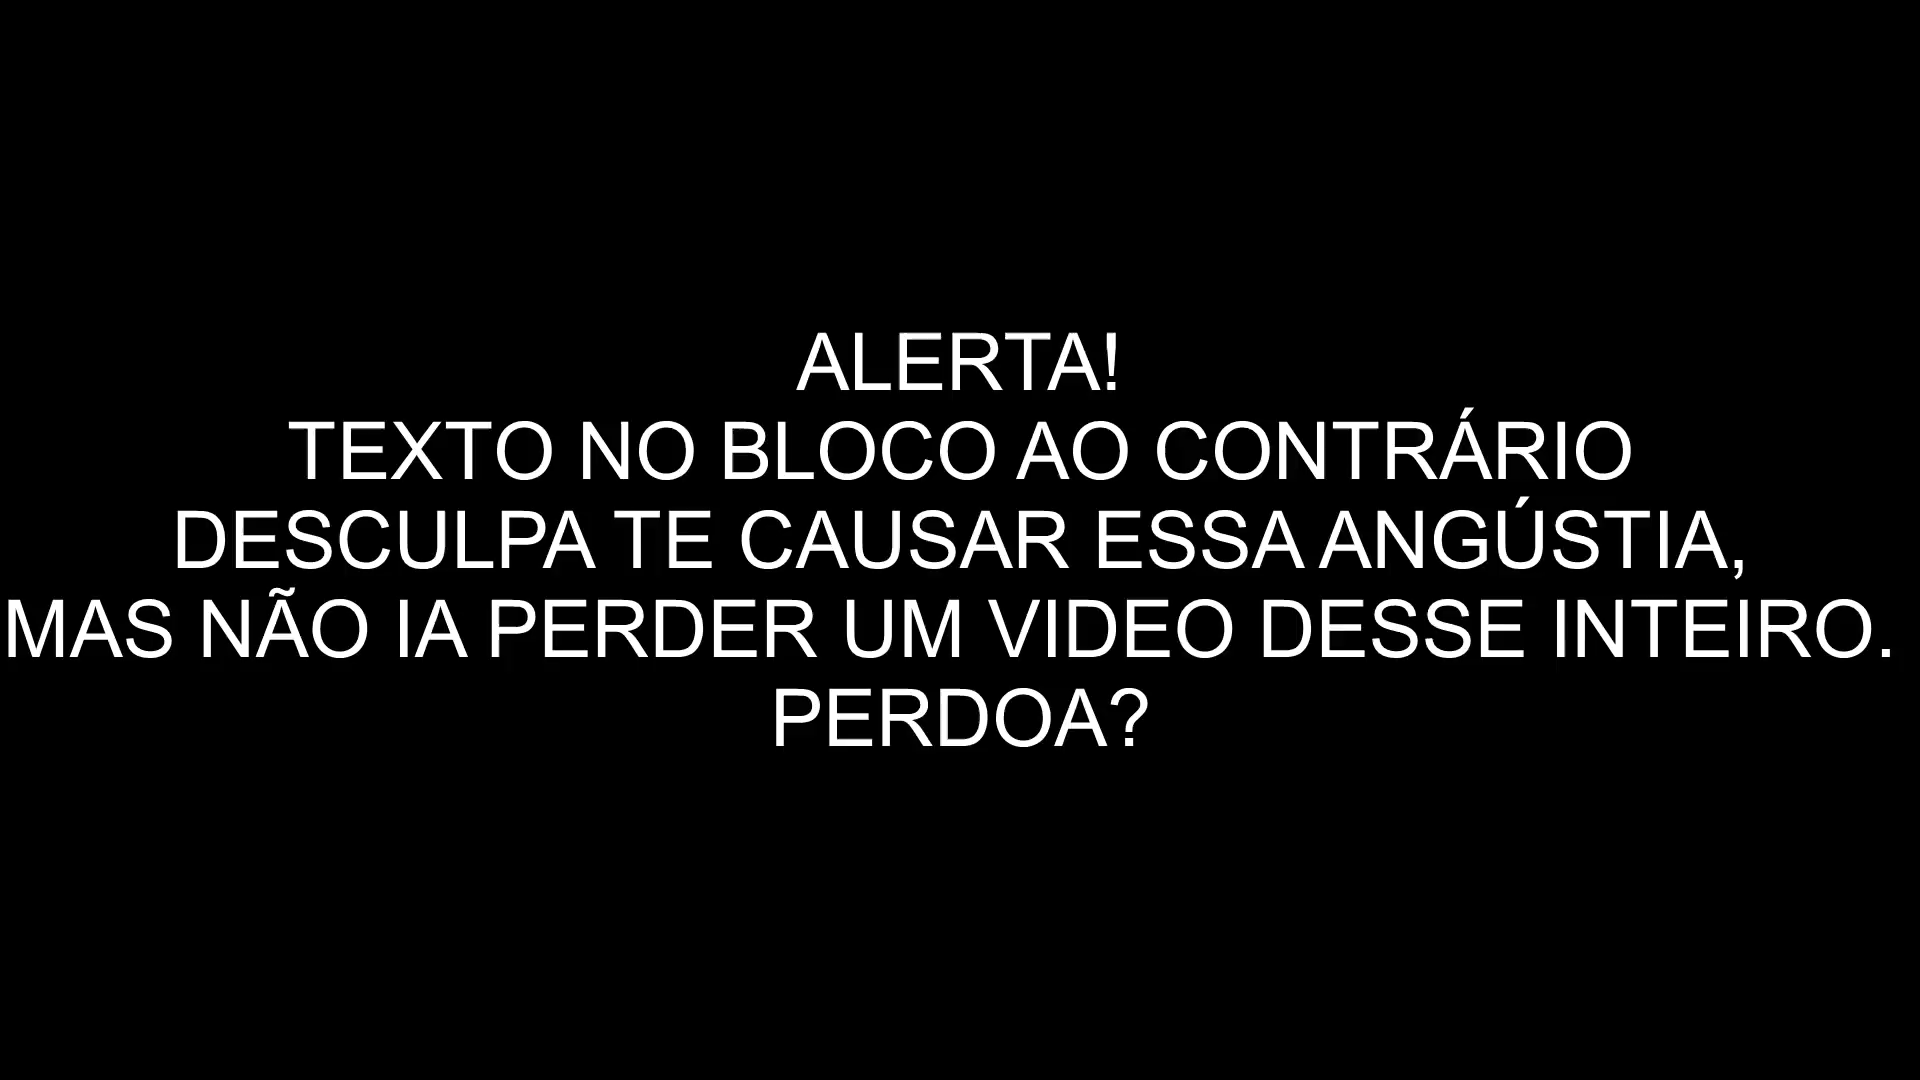 ALERTA!
TEXTO NO BLOCO AO CONTRÁRIO
DESCULPA TE CAUSAR ESSA ANGÚSTIA,
MAS NÃO IA PERDER UM VIDEO DESSE INTEIRO.
PERDOA?